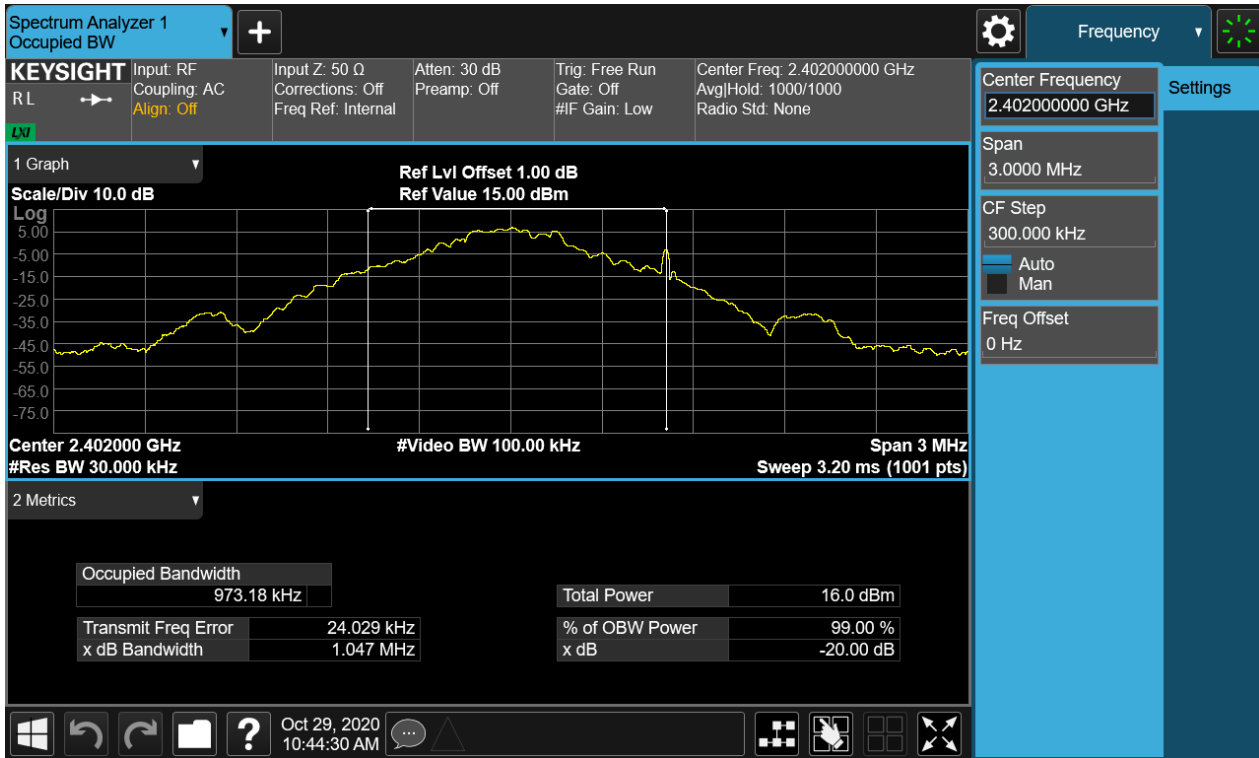 Spectrum Analyzer 1
Occupied BW
Frequency
KEYSIGHT
R L
LXI
Input: RF
Coupling: AC
Align: Off
Input Z: 50 Ω
Corrections: Off
Freq Ref: Internal
Atten: 30 dB
Preamp: Off
Trig: Free Run
Gate: Off
#IF Gain: Low
Center Freq: 2.402000000 GHz
Avg|Hold: 1000/1000
Radio Std: None
Center Frequency
2.402000000 GHz
Settings
Span
3.0000 MHz
CF Step
300.000 kHz
Auto
Man
Freq Offset
0 Hz
1 Graph
Scale/Div 10.0 dB
Ref Lvl Offset 1.00 dB
Ref Value 15.00 dBm
Log
5.00
-5.00
-15.0
-25.0
-35.0
-45.0
-55.0
-65.0
-75.0
Center 2.402000 GHz
#Video BW 100.00 kHz
Span 3 MHz
#Res BW 30.000 kHz
Sweep 3.20 ms (1001 pts)
2 Metrics
Occupied Bandwidth
973.18 kHz
Total Power 16.0 dBm
Transmit Freq Error 24.029 kHz
% of OBW Power 99.00 %
x dB Bandwidth 1.047 MHz
x dB -20.00 dB
?
Oct 29, 2020
10:44:30 AM